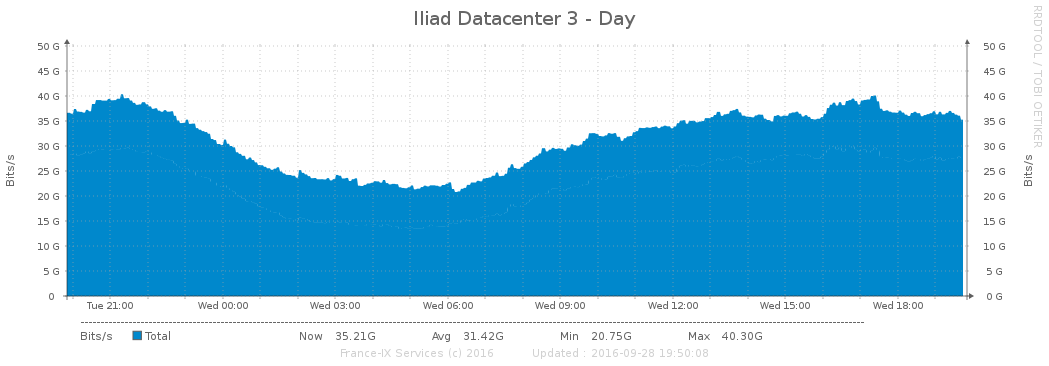 Iliad Datacenter 3 - Day
RRDTOOL / TOBI OETIKER
Bits/s
50 G 50 G
45 G 45 G
40 G 40 G
35 G 35 G
30 G 30 G
25 G 25 G
20 G 20 G
15 G 15 G
10 G 10 G
5 G 5 G
0 0 G
Bits/s
Tue 21:00 Wed 00:00 Wed 03:00 Wed 06:00 Wed 09:00 Wed 12:00 Wed 15:00 Wed 18:00
Bits/s Total Now 35.21G Avg 31.42G Min 20.75G Max 40.30G
France-IX Services (c) 2016 Updated : 2016-09-28 19:50:08